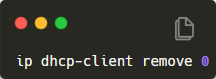 ip dhcp-client remove 0